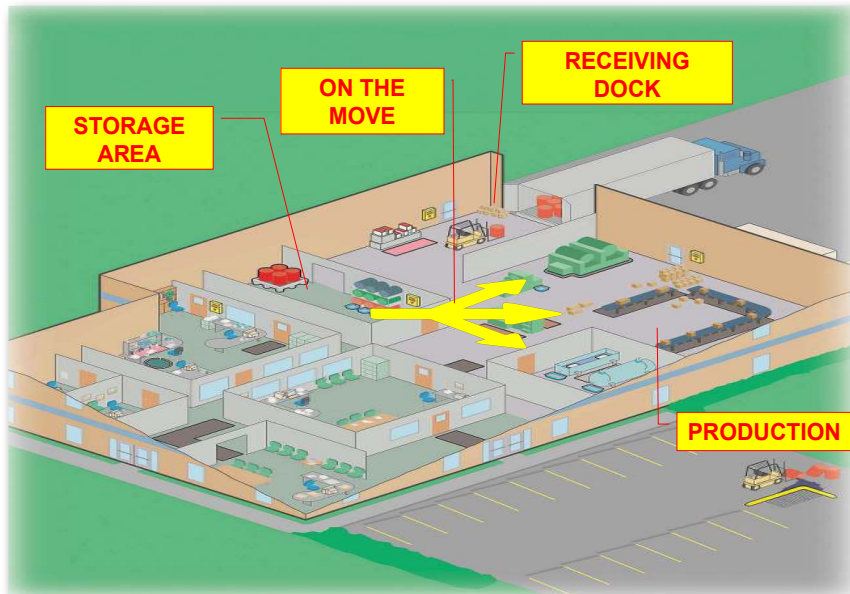 RECEIVING
DOCK
ON THE
MOVE
STORAGE
AREA
PRODUCTION